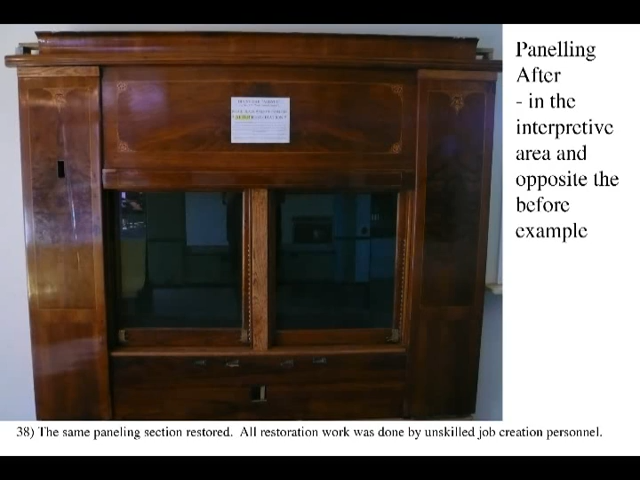 Panelling
After
- in the
interpretive
area and
opposite the
before
example
38) The same paneling section restored.  All restoration work was done by unskilled job creation personnel.